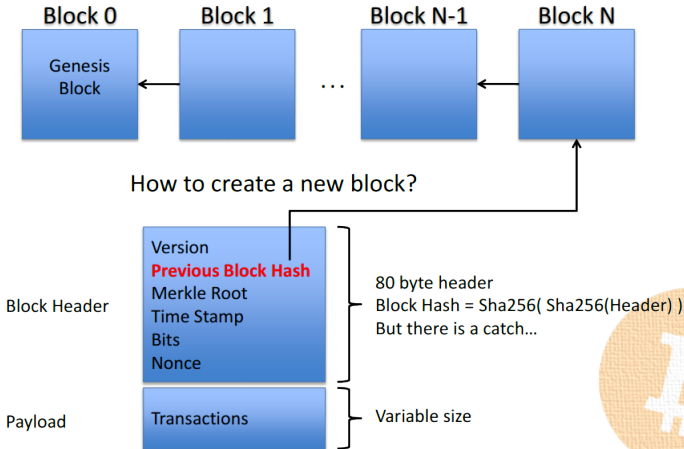 Block 0
Block 1
Block N-1
Block N
Genesis
Block
...
How to create a new block?
Block Header
Version
Previous Block Hash
Merkle Root
Time Stamp
Bits
Nonce
80 byte header
Block Hash = Sha256( Sha256(Header) )
But there is a catch...
Payload
Transactions
Variable size